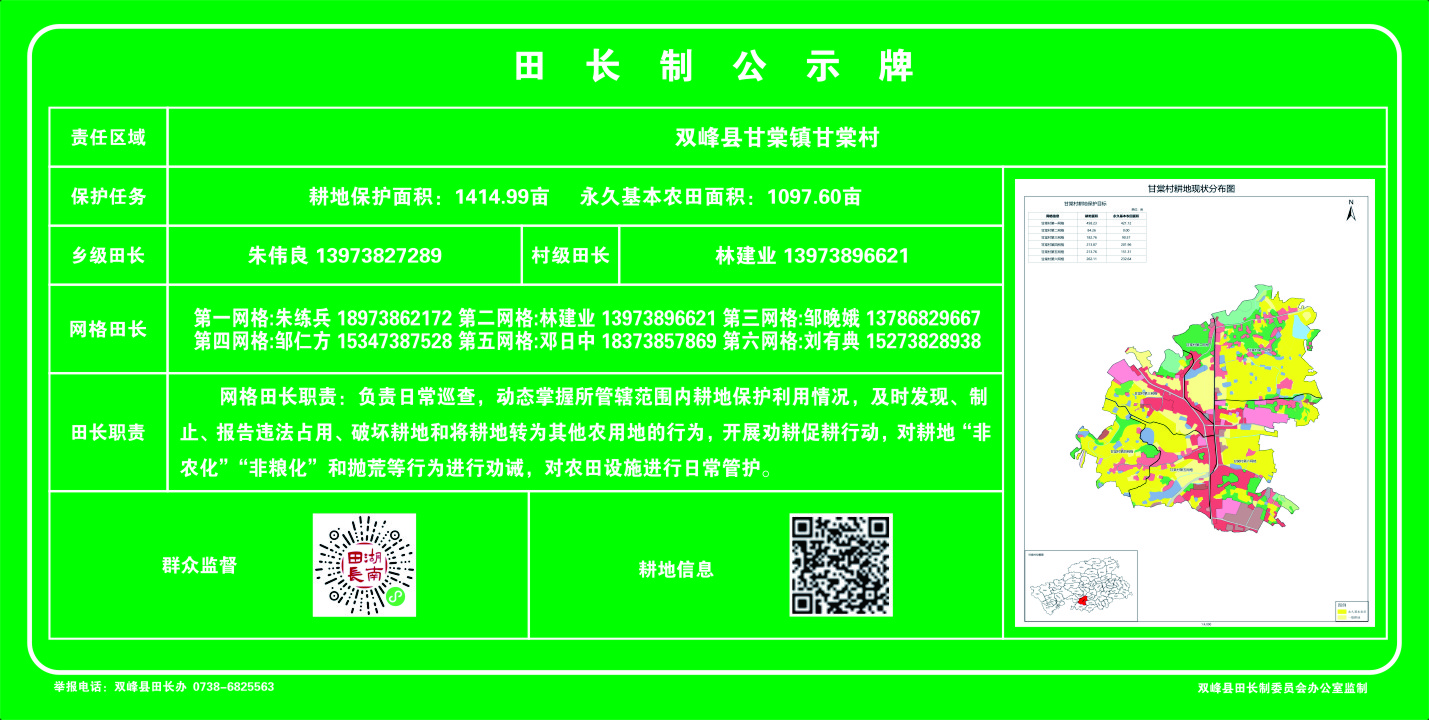 田长制公示牌
责任区域
双峰县甘棠镇甘棠村
保护任务
耕地保护面积：1414.99亩 永久基本农田面积：1097.60亩
乡级田长
朱伟良 13973827289
村级田长
林建业 13973896621
网格田长
第一网格:朱练兵 18973862172 第二网格:林建业 13973896621 第三网格:邹晚娥 13786829667
第四网格:邹仁方 15347387528 第五网格:邓日中 18373857869 第六网格:刘有典 15273828938
田长职责
网格田长职责：负责日常巡查，动态掌握所管辖范围内耕地保护利用情况，及时发现、制
止、报告违法占用、破坏耕地和将耕地转为其他农用地的行为，开展劝耕促耕行动，对耕地“非
农化”“非粮化”和抛荒等行为进行劝诫，对农田设施进行日常管护。
群众监督
湖南
田長
耕地信息
甘棠村耕地现状分布图
甘棠村耕地保护目标
N
举报电话：双峰县田长办 0738-6825563
双峰县田长制委员会办公室监制